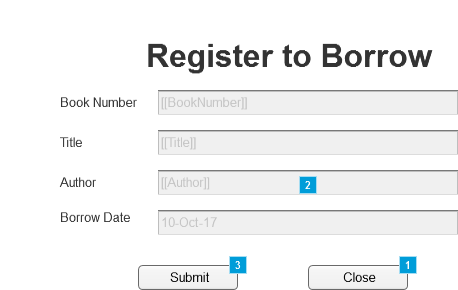 Register to Borrow
Book Number [[BookNumber]]
Title [[Title]]
Author [[Author]] 2
Borrow Date 10-Oct-17
Submit 3 Close 1